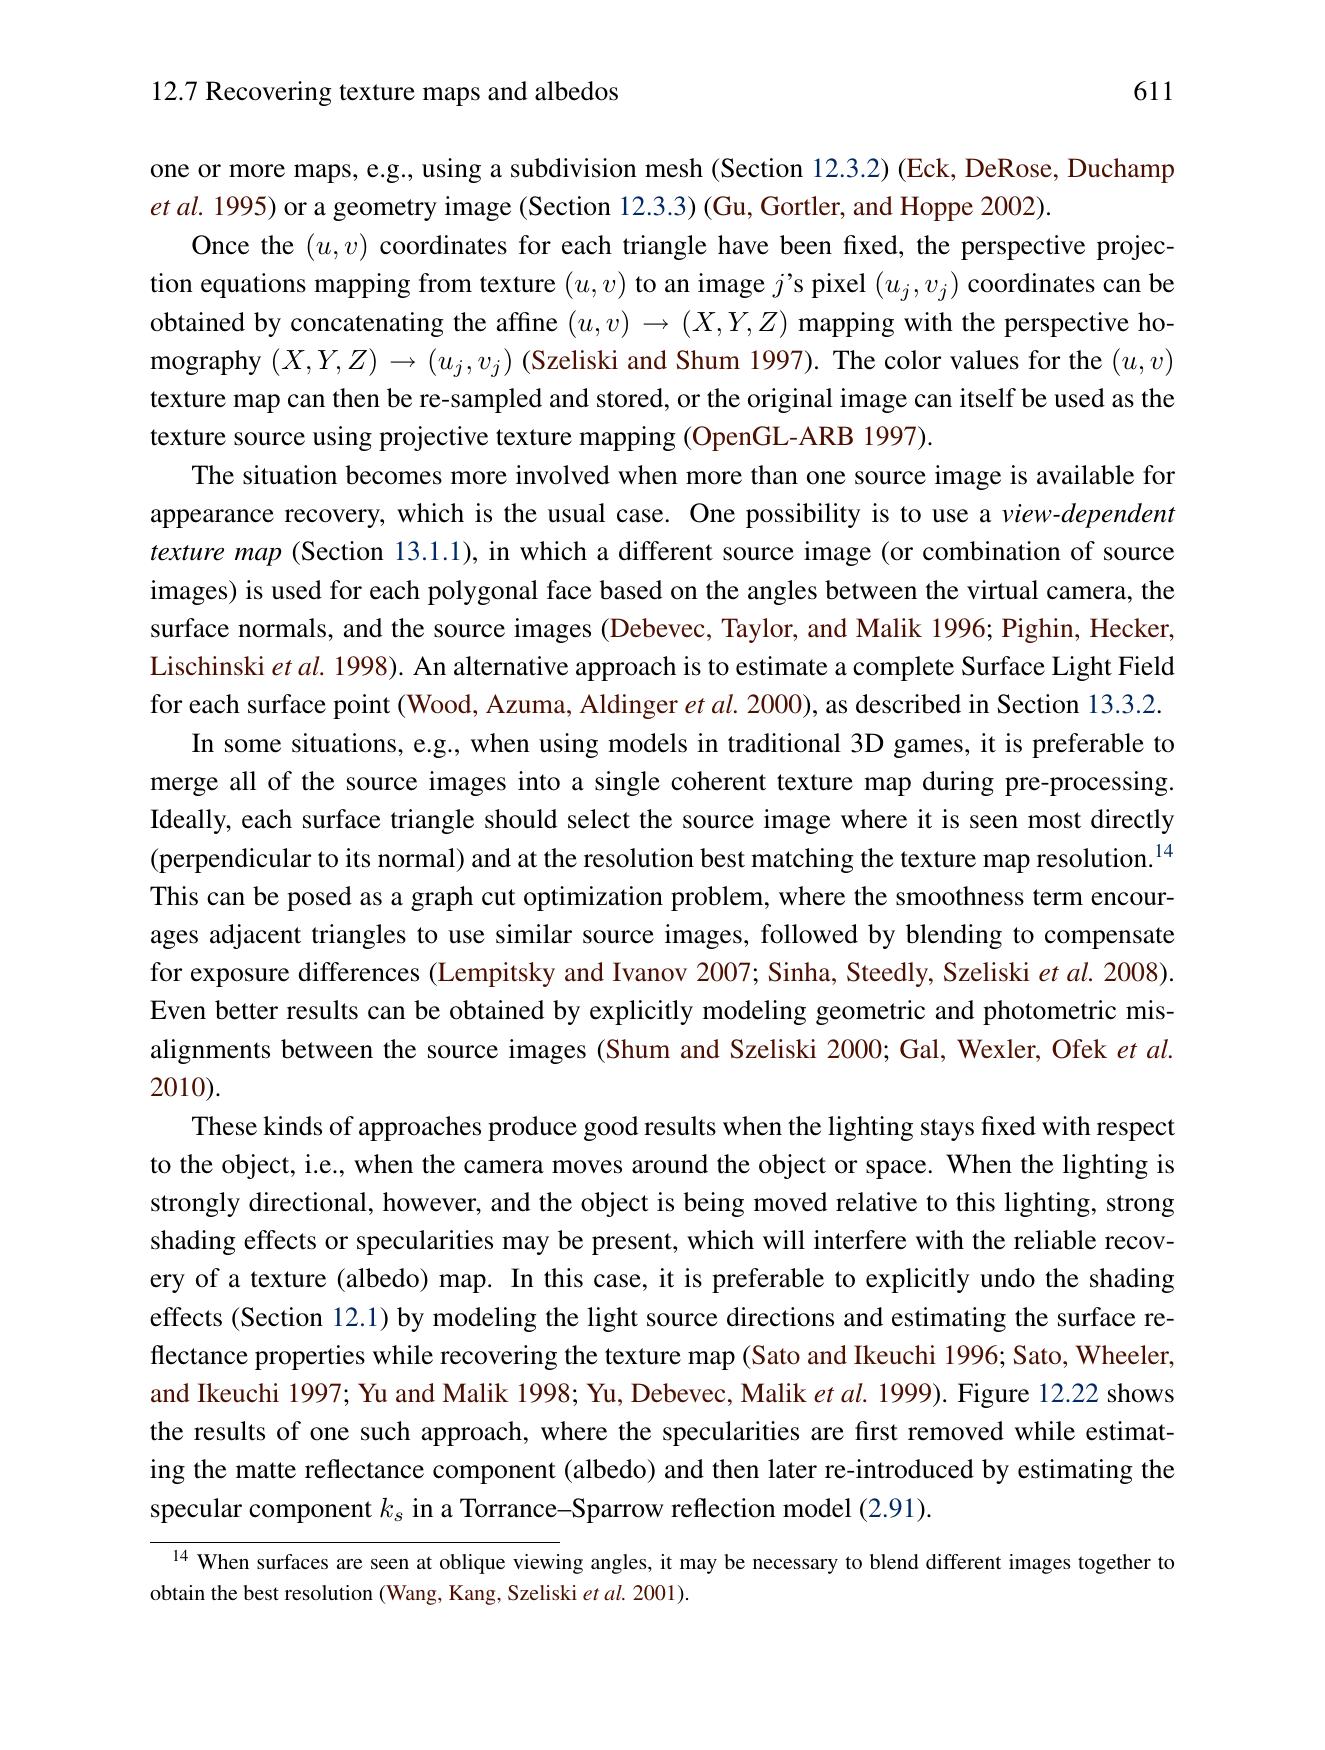 12.7 Recovering texture maps and albedos 611
one or more maps, e.g., using a subdivision mesh (Section 12.3.2) (Eck, DeRose, Duchamp
et al. 1995) or a geometry image (Section 12.3.3) (Gu, Gortler, and Hoppe 2002).
Once the (u, v) coordinates for each triangle have been fixed, the perspective projec-
tion equations mapping from texture (u, v) to an image j's pixel (u_j, v_j) coordinates can be
obtained by concatenating the affine (u, v) → (X, Y, Z) mapping with the perspective ho-
mography (X, Y, Z) → (u_j, v_j) (Szeliski and Shum 1997). The color values for the (u, v)
texture map can then be re-sampled and stored, or the original image can itself be used as the
texture source using projective texture mapping (OpenGL-ARB 1997).
The situation becomes more involved when more than one source image is available for
appearance recovery, which is the usual case. One possibility is to use a view-dependent
texture map (Section 13.1.1), in which a different source image (or combination of source
images) is used for each polygonal face based on the angles between the virtual camera, the
surface normals, and the source images (Debevec, Taylor, and Malik 1996; Pighin, Hecker,
Lischinski et al. 1998). An alternative approach is to estimate a complete Surface Light Field
for each surface point (Wood, Azuma, Aldinger et al. 2000), as described in Section 13.3.2.
In some situations, e.g., when using models in traditional 3D games, it is preferable to
merge all of the source images into a single coherent texture map during pre-processing.
Ideally, each surface triangle should select the source image where it is seen most directly
(perpendicular to its normal) and at the resolution best matching the texture map resolution.14
This can be posed as a graph cut optimization problem, where the smoothness term encour-
ages adjacent triangles to use similar source images, followed by blending to compensate
for exposure differences (Lempitsky and Ivanov 2007; Sinha, Steedly, Szeliski et al. 2008).
Even better results can be obtained by explicitly modeling geometric and photometric mis-
alignments between the source images (Shum and Szeliski 2000; Gal, Wexler, Ofek et al.
2010).
These kinds of approaches produce good results when the lighting stays fixed with respect
to the object, i.e., when the camera moves around the object or space. When the lighting is
strongly directional, however, and the object is being moved relative to this lighting, strong
shading effects or specularities may be present, which will interfere with the reliable recov-
ery of a texture (albedo) map. In this case, it is preferable to explicitly undo the shading
effects (Section 12.1) by modeling the light source directions and estimating the surface re-
flectance properties while recovering the texture map (Sato and Ikeuchi 1996; Sato, Wheeler,
and Ikeuchi 1997; Yu and Malik 1998; Yu, Debevec, Malik et al. 1999). Figure 12.22 shows
the results of one such approach, where the specularities are first removed while estimat-
ing the matte reflectance component (albedo) and then later re-introduced by estimating the
specular component k_s in a Torrance–Sparrow reflection model (2.91).
14 When surfaces are seen at oblique viewing angles, it may be necessary to blend different images together to
obtain the best resolution (Wang, Kang, Szeliski et al. 2001).